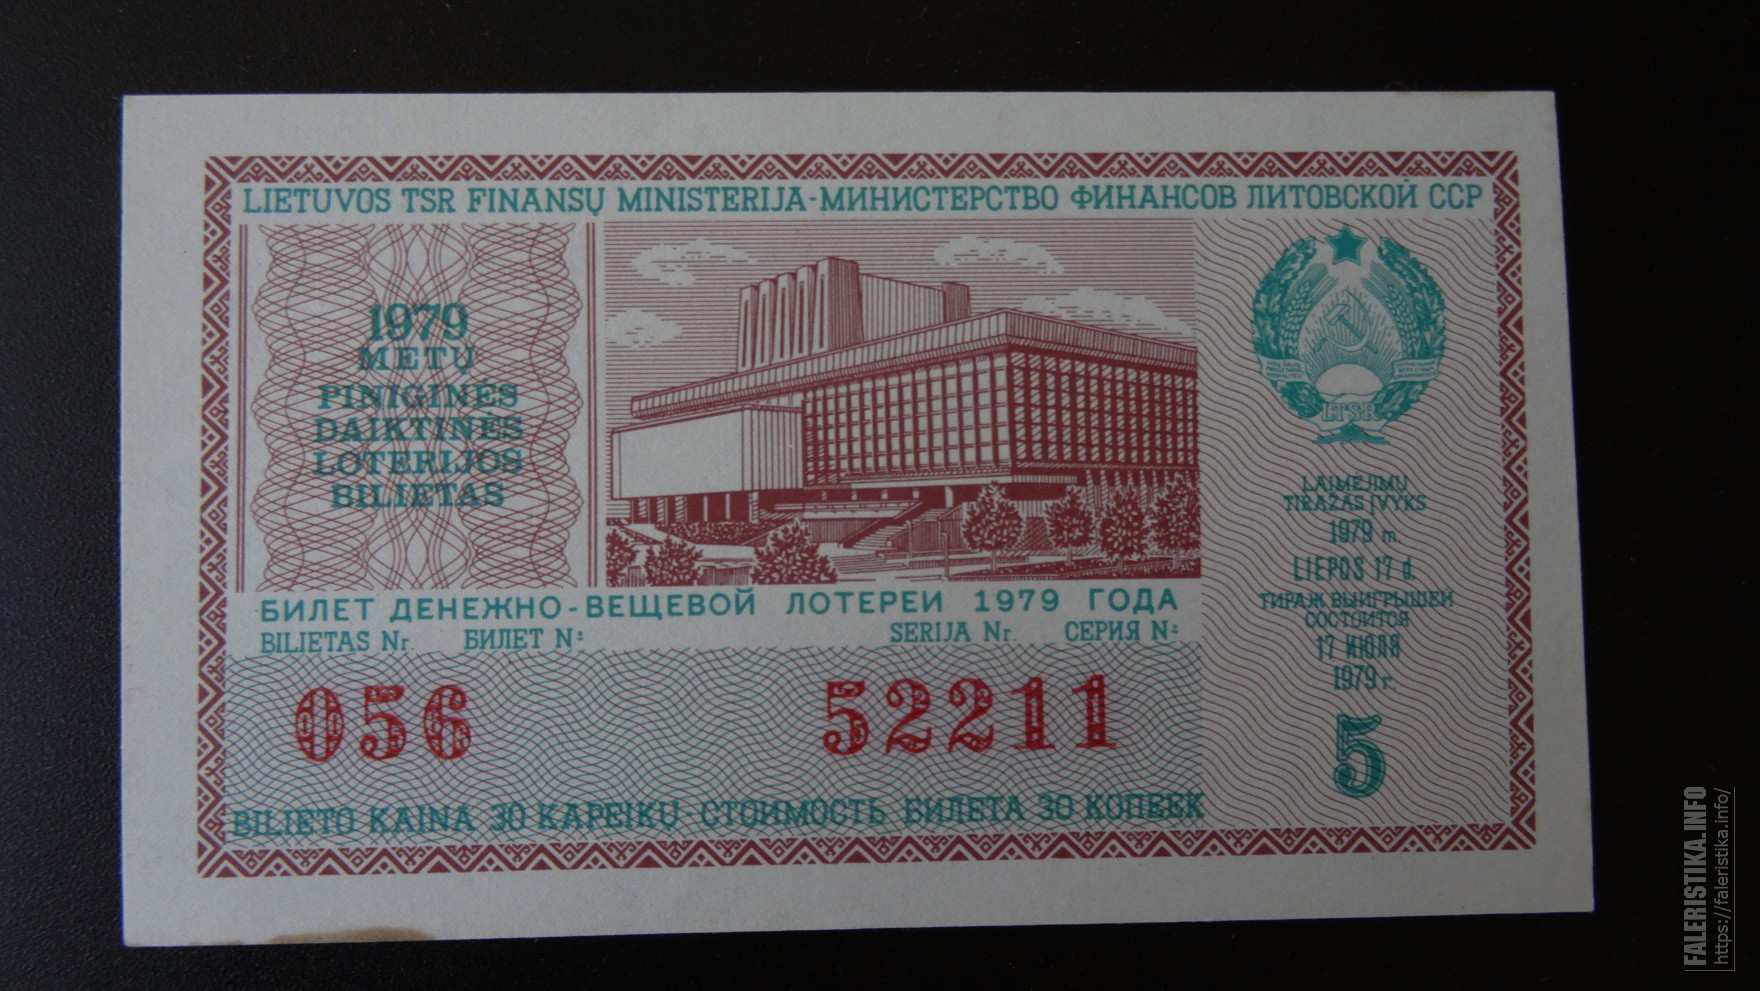 LIETUVOS TSR FINANSŲ MINISTERIJA-МИНИСТЕРСТВО ФИНАНСОВ ЛИТОВСКОЙ ССР
1979
METŲ
PINIGINĖS
DAIKTINĖS
LOTERIJOS
BILIETAS
LTSR
LAIMĖJIMŲ
TIRAŽAS ĮVYKS
1979 m.
LIEPOS 17 d.
ТИРАЖ ВЫИГРЫШЕЙ
СОСТОИТСЯ
17 ИЮЛЯ
1979 г.
5
БИЛЕТ ДЕНЕЖНО-ВЕЩЕВОЙ ЛОТЕРЕИ 1979 ГОДА
BILIETAS Nr. БИЛЕТ №: SERIJA Nr. СЕРИЯ №:
056 52211
BILIETO KAINA 30 KAPEIKŲ-СТОИМОСТЬ БИЛЕТА 30 КОПЕЕК
FALERISTIKA.INFO
https://faleristika.info/